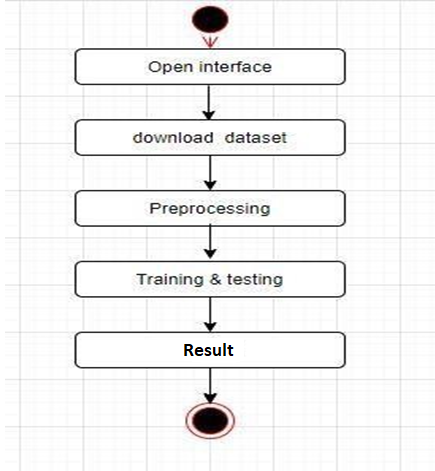 Open interface
download dataset
Preprocessing
Training & testing
Result